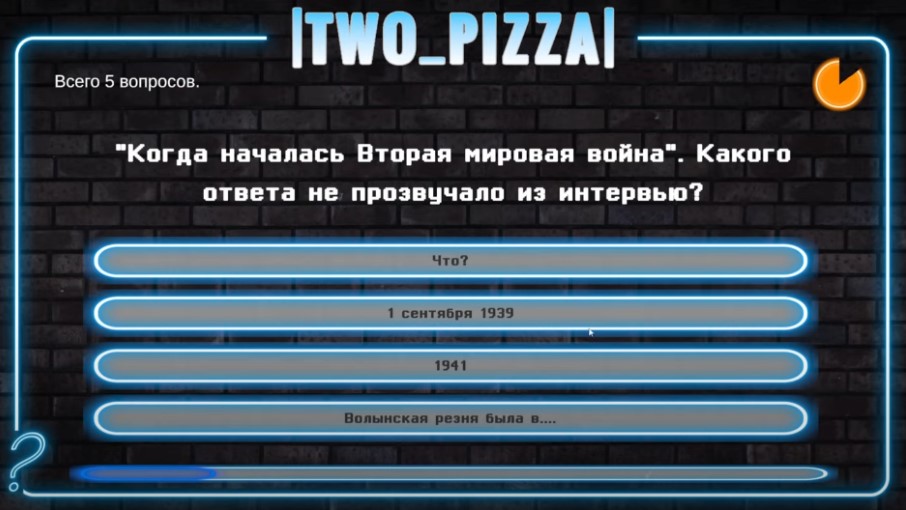 |TWO_PIZZA|
Всего 5 вопросов.
"Когда началась Вторая мировая война". Какого
ответа не прозвучало из интервью?
Что?
1 сентября 1939
1941
Волынская резня была в....
?